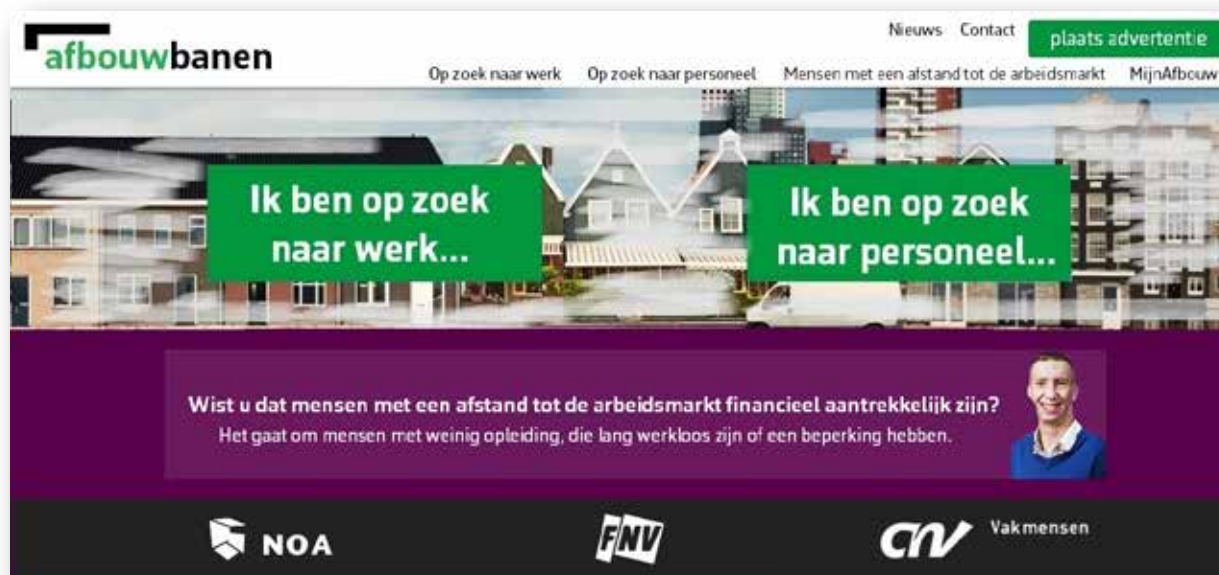 afbouwbanen
Nieuws Contact plaats advertentie
Op zoek naar werk Op zoek naar personeel Mensen met een afstand tot de arbeidsmarkt MijnAfbouw
Ik ben op zoek
naar werk...
Ik ben op zoek
naar personeel...
Wist u dat mensen met een afstand tot de arbeidsmarkt financieel aantrekkelijk zijn?
Het gaat om mensen met weinig opleiding, die lang werkloos zijn of een beperking hebben.
NOA
FNV
CNV Vakmensen